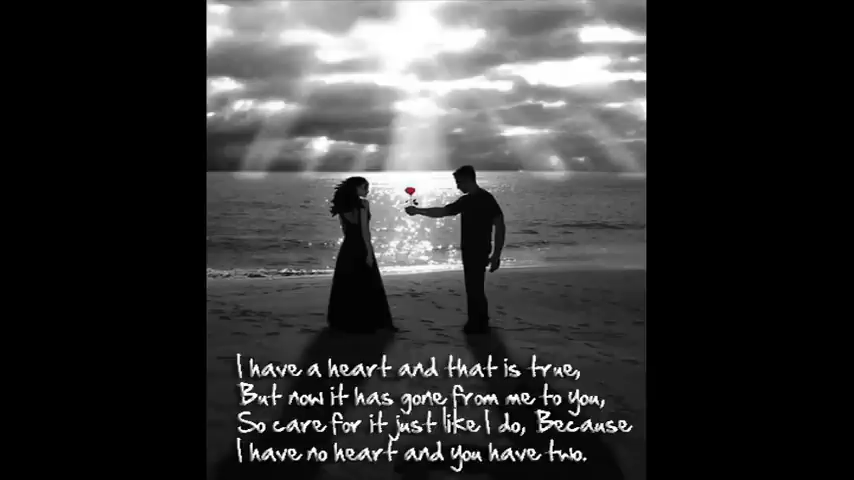 I have a heart and that is true,
But now it has gone from me to you,
So care for it just like I do, Because
I have no heart and you have two.